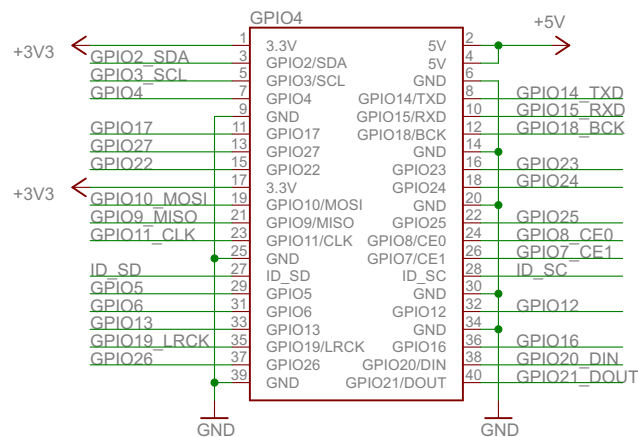 GPIO4
+3V3 1 3.3V 5V 2 +5V
GPIO2_SDA 3 GPIO2/SDA 5V 4
GPIO3_SCL 5 GPIO3/SCL GND 6
GPIO4 7 GPIO4 GPIO14/TXD 8 GPIO14_TXD
9 GND GPIO15/RXD 10 GPIO15_RXD
GPIO17 11 GPIO17 GPIO18/BCK 12 GPIO18_BCK
GPIO27 13 GPIO27 GND 14
GPIO22 15 GPIO22 GPIO23 16 GPIO23
+3V3 17 3.3V GPIO24 18 GPIO24
GPIO10_MOSI 19 GPIO10/MOSI GND 20
GPIO9_MISO 21 GPIO9/MISO GPIO25 22 GPIO25
GPIO11_CLK 23 GPIO11/CLK GPIO8/CE0 24 GPIO8_CE0
25 GND GPIO7/CE1 26 GPIO7_CE1
ID_SD 27 ID_SD ID_SC 28 ID_SC
GPIO5 29 GPIO5 GND 30
GPIO6 31 GPIO6 GPIO12 32 GPIO12
GPIO13 33 GPIO13 GND 34
GPIO19_LRCK 35 GPIO19/LRCK GPIO16 36 GPIO16
GPIO26 37 GPIO26 GPIO20/DIN 38 GPIO20_DIN
39 GND GPIO21/DOUT 40 GPIO21_DOUT
GND GND